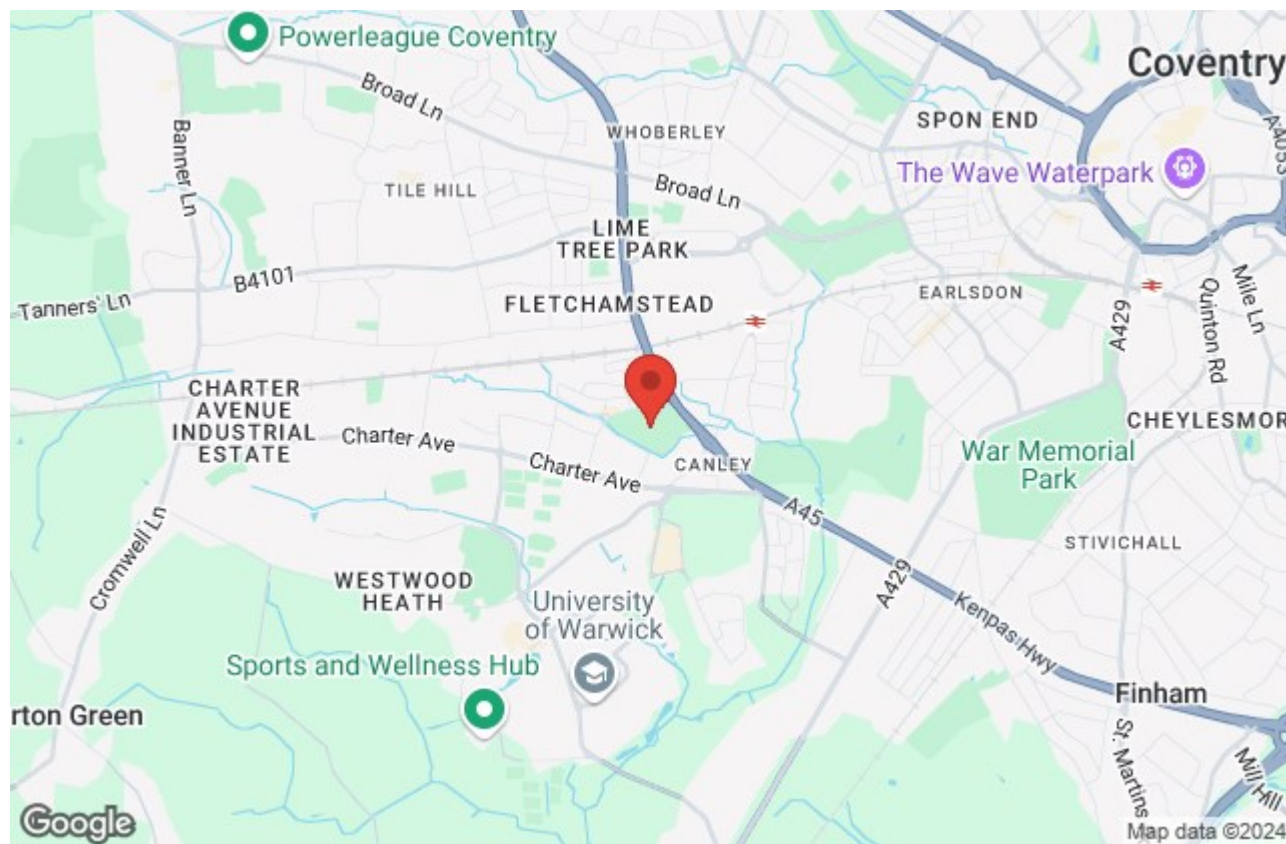 Powerleague Coventry
Coventry
Broad Ln
WHOBERLEY
SPON END
A4053
Banner Ln
The Wave Waterpark
TILE HILL
Broad Ln
LIME
TREE PARK
B4101
Tanners' Ln
FLETCHAMSTEAD
EARLSDON
A429
Quinton Rd
Mile Ln
CHARTER
AVENUE
INDUSTRIAL
ESTATE
Charter Ave
Charter Ave
CANLEY
War Memorial
Park
CHEYLESMOR
A45
STIVICHALL
Cromwell Ln
WESTWOOD
HEATH
University
of Warwick
A429
Kenpas Hwy
Sports and Wellness Hub
rton Green
Finham
St. Martins
Mill Hill
Google
Map data ©2024